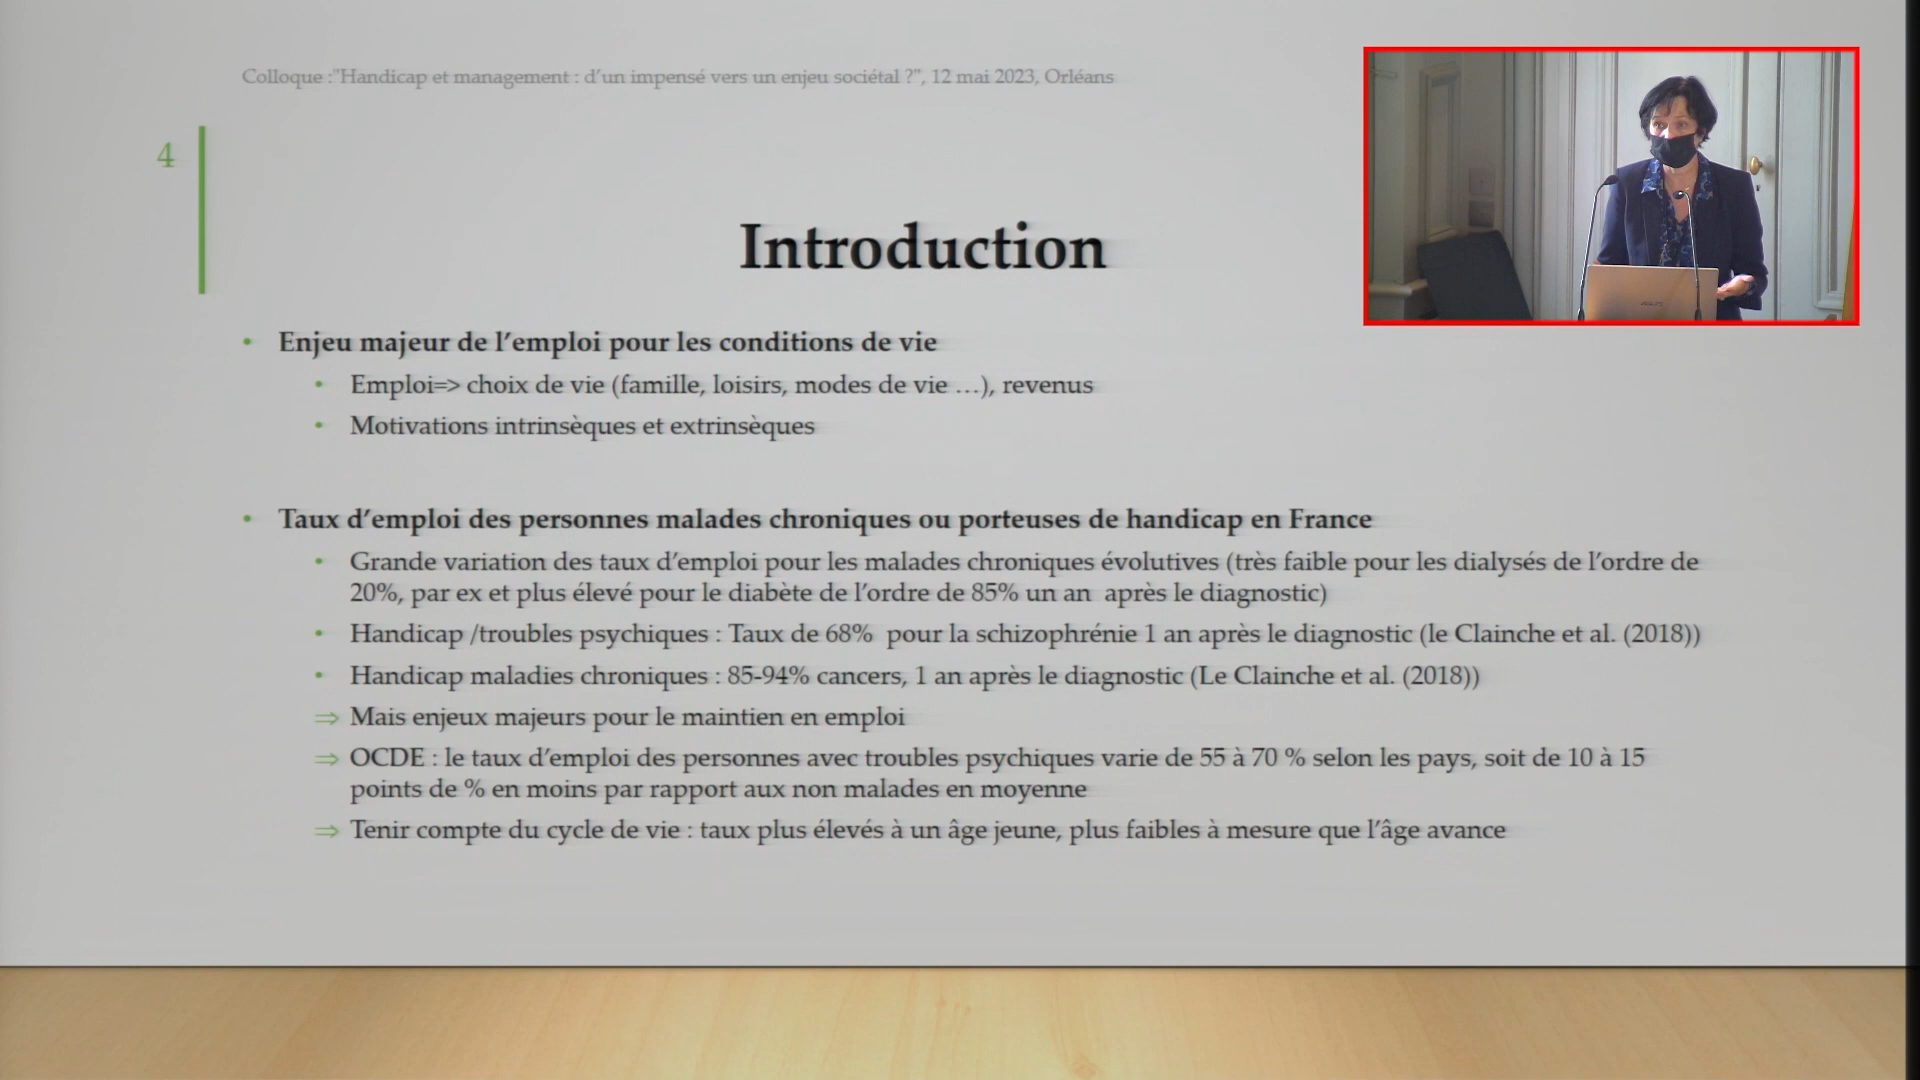 Colloque :"Handicap et management : d'un impensé vers un enjeu sociétal ?", 12 mai 2023, Orléans
4
Introduction
• Enjeu majeur de l'emploi pour les conditions de vie
• Emploi=> choix de vie (famille, loisirs, modes de vie …), revenus
• Motivations intrinsèques et extrinsèques
• Taux d'emploi des personnes malades chroniques ou porteuses de handicap en France
• Grande variation des taux d'emploi pour les malades chroniques évolutives (très faible pour les dialysés de l'ordre de
20%, par ex et plus élevé pour le diabète de l'ordre de 85% un an après le diagnostic)
• Handicap /troubles psychiques : Taux de 68% pour la schizophrénie 1 an après le diagnostic (le Clainche et al. (2018))
• Handicap maladies chroniques : 85-94% cancers, 1 an après le diagnostic (Le Clainche et al. (2018))
⇒ Mais enjeux majeurs pour le maintien en emploi
⇒ OCDE : le taux d'emploi des personnes avec troubles psychiques varie de 55 à 70 % selon les pays, soit de 10 à 15
points de % en moins par rapport aux non malades en moyenne
⇒ Tenir compte du cycle de vie : taux plus élevés à un âge jeune, plus faibles à mesure que l'âge avance